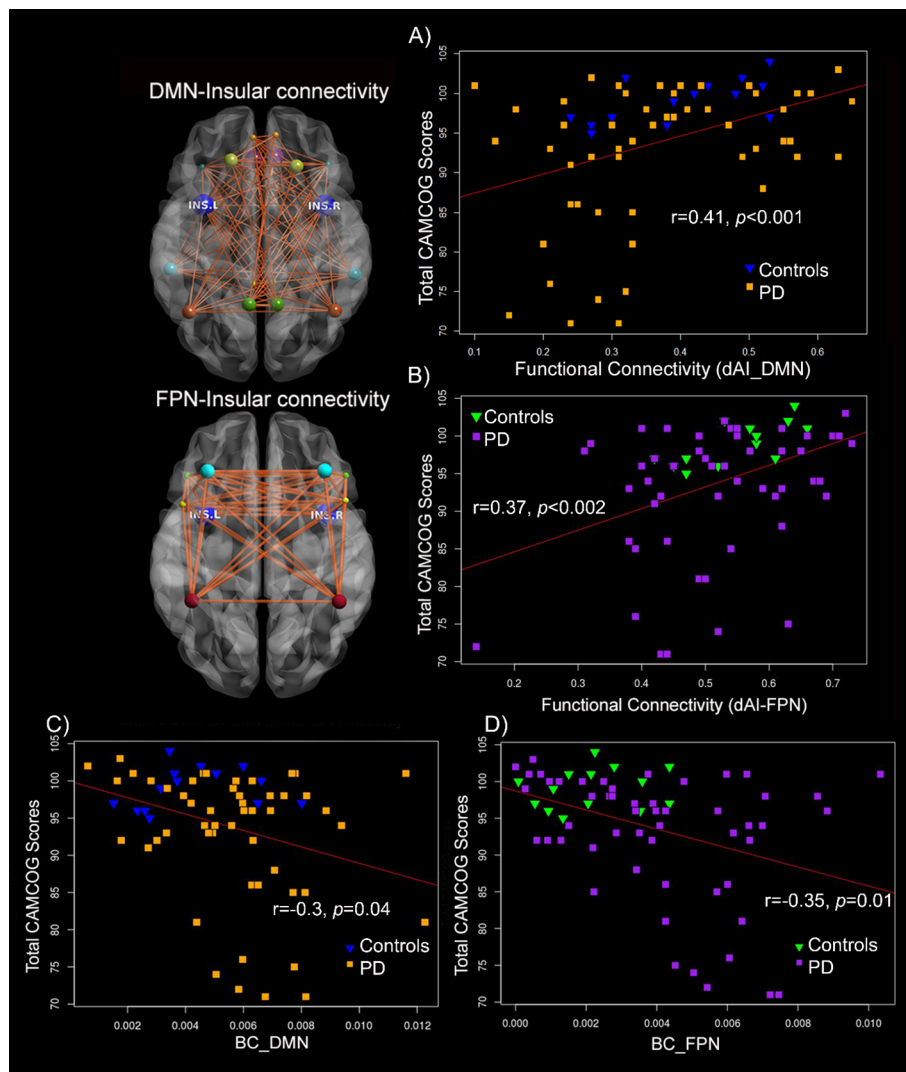 A)
DMN-Insular connectivity
INS.L
INS.R
Total CAMCOG Scores
105
100
95
90
85
80
75
70
r=0.41, p<0.001
Controls
PD
0.1
0.2
0.3
0.4
0.5
0.6
Functional Connectivity (dAI_DMN)
B)
FPN-Insular connectivity
INS.L
INS.R
Total CAMCOG Scores
105
100
95
90
85
80
75
70
Controls
PD
r=0.37, p<0.002
0.2
0.3
0.4
0.5
0.6
0.7
Functional Connectivity (dAI-FPN)
C)
Total CAMCOG Scores
105
100
95
90
85
80
75
70
r=-0.3, p=0.04
Controls
PD
0.002
0.004
0.006
0.008
0.010
0.012
BC_DMN
D)
Total CAMCOG Scores
105
100
95
90
85
80
75
70
r=-0.35, p=0.01
Controls
PD
0.000
0.002
0.004
0.006
0.008
0.010
BC_FPN